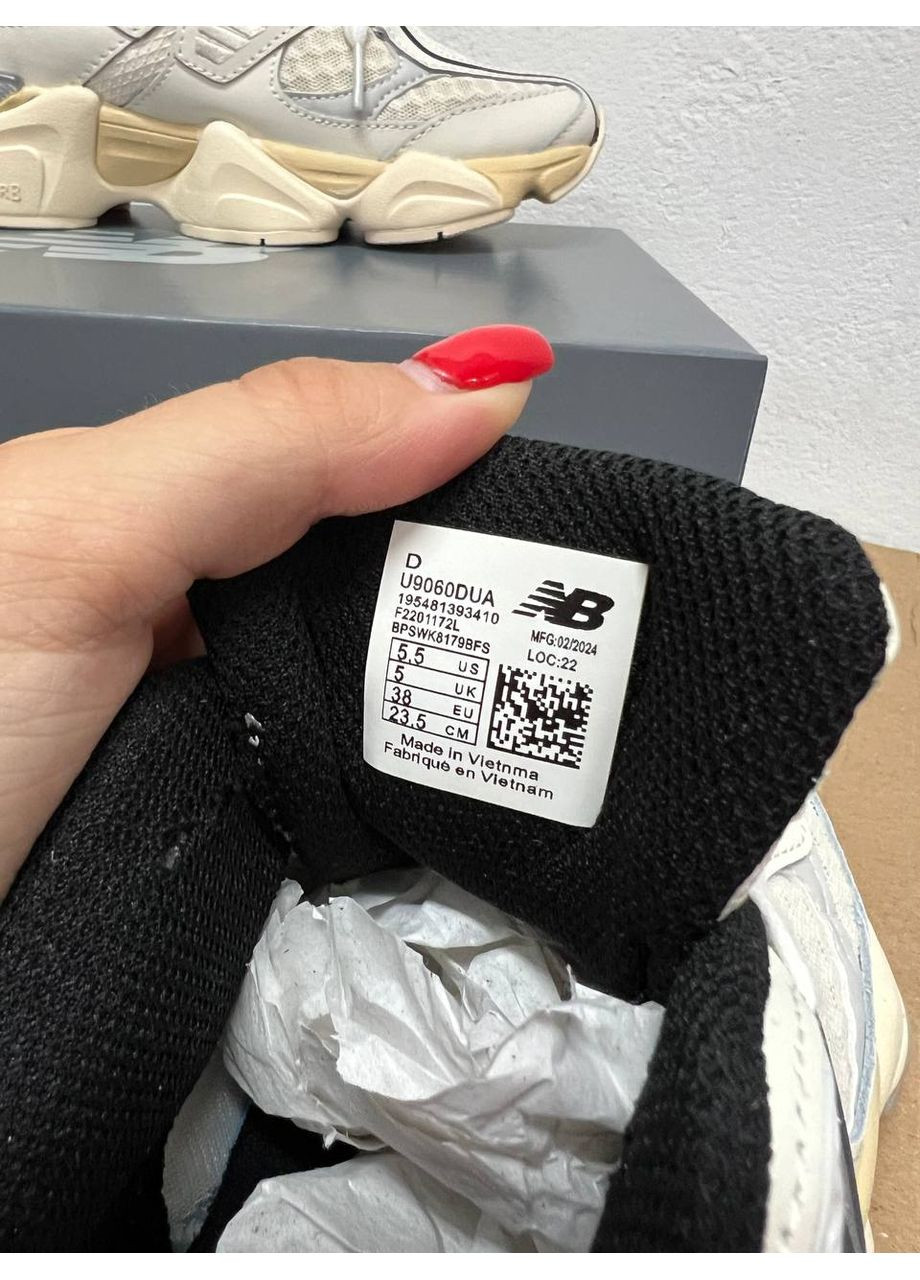 D
U9060DUA
195481393410
F2201172L
BPSWK8179BFS
NB
MFG:02/2024
LOC:22
5,5 US
5 UK
38 EU
23,5 CM
Made in Vietnma
Fabriqué en Vietnam